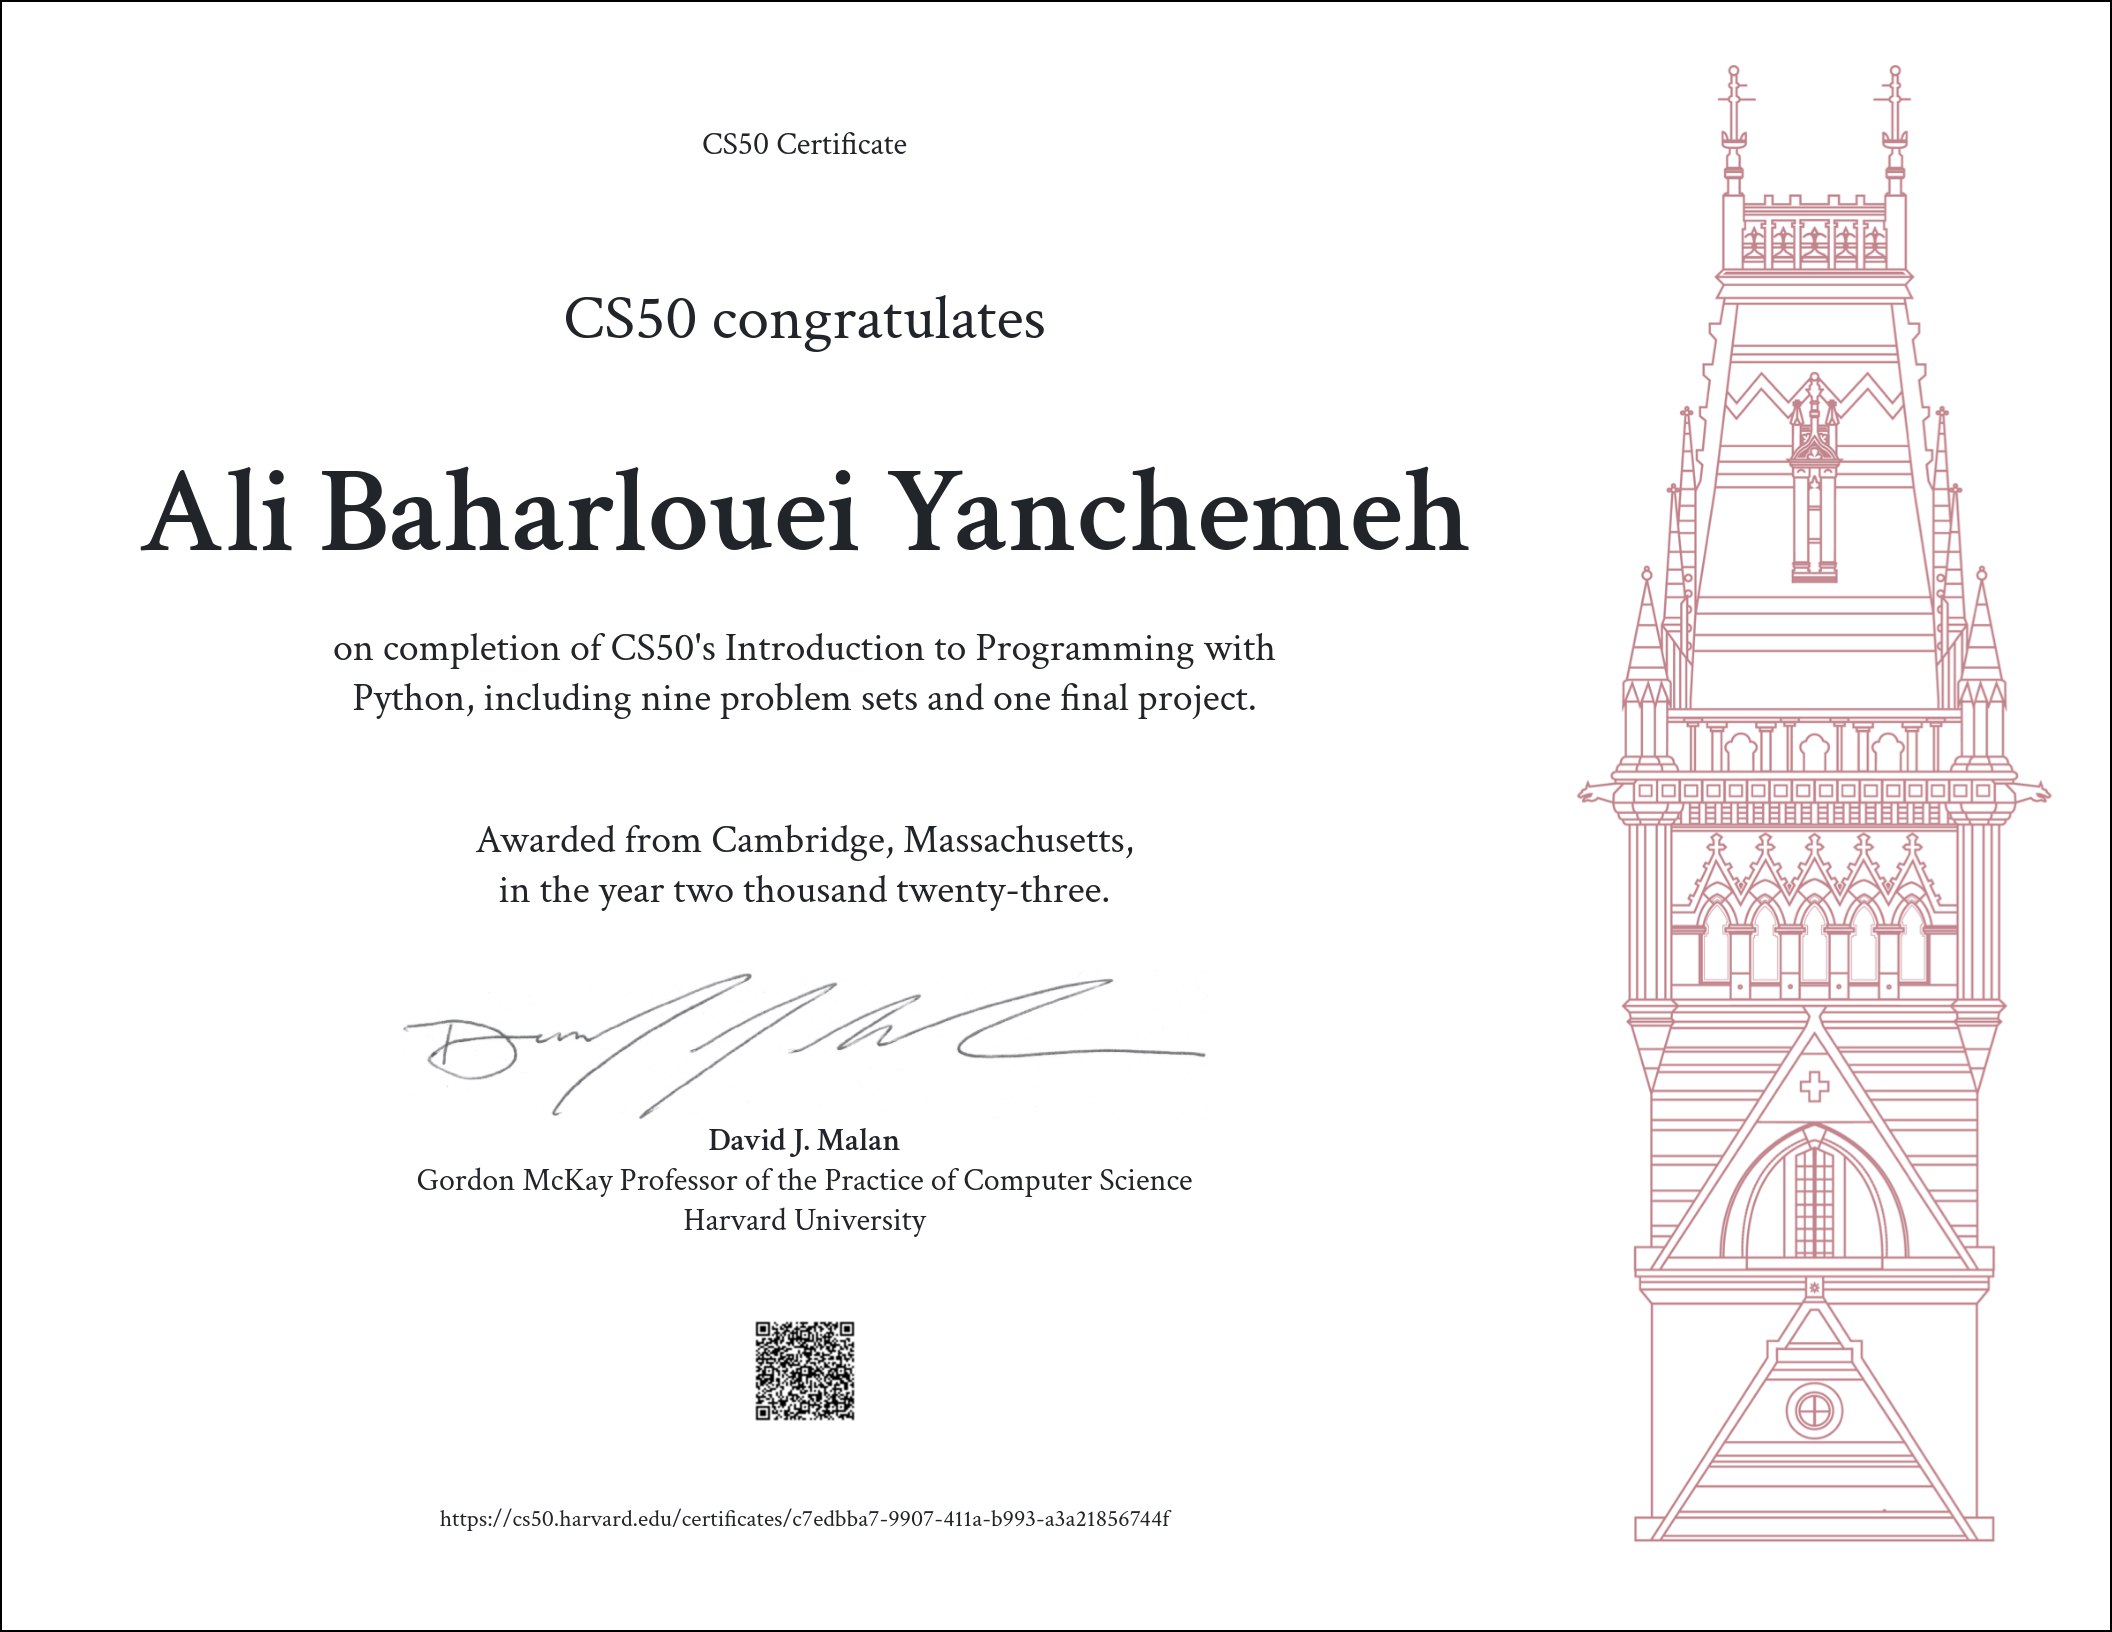 CS50 Certificate
CS50 congratulates
Ali Baharlouei Yanchemeh
on completion of CS50's Introduction to Programming with
Python, including nine problem sets and one final project.
Awarded from Cambridge, Massachusetts,
in the year two thousand twenty-three.
David J. Malan
Gordon McKay Professor of the Practice of Computer Science
Harvard University
https://cs50.harvard.edu/certificates/c7edbba7-9907-411a-b993-a3a21856744f